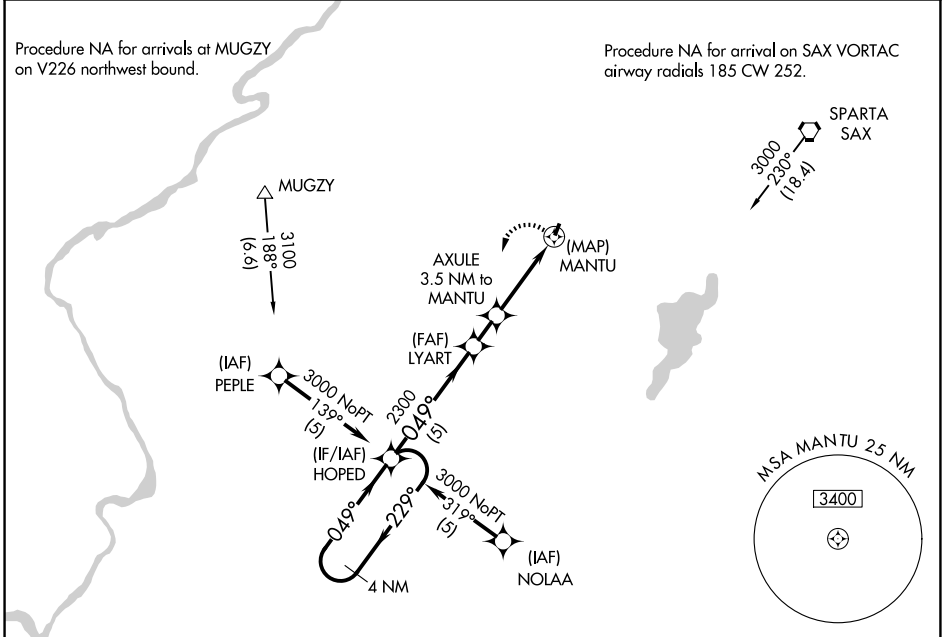 Procedure NA for arrivals at MUGZY
on V226 northwest bound.
Procedure NA for arrival on SAX VORTAC
airway radials 185 CW 252.
SPARTA
SAX
3000
230°
(18.4)
MUGZY
3100
188°
(6.6)
(MAP)
MANTU
AXULE
3.5 NM to
MANTU
(FAF)
LYART
(IAF)
PEPLE
3000 NoPT
139°
(5)
2300
049°
(5)
(IF/IAF)
HOPED
3000 NoPT
319°
(5)
049°
229°
(IAF)
NOLAA
4 NM
MSA MANTU 25 NM
3400